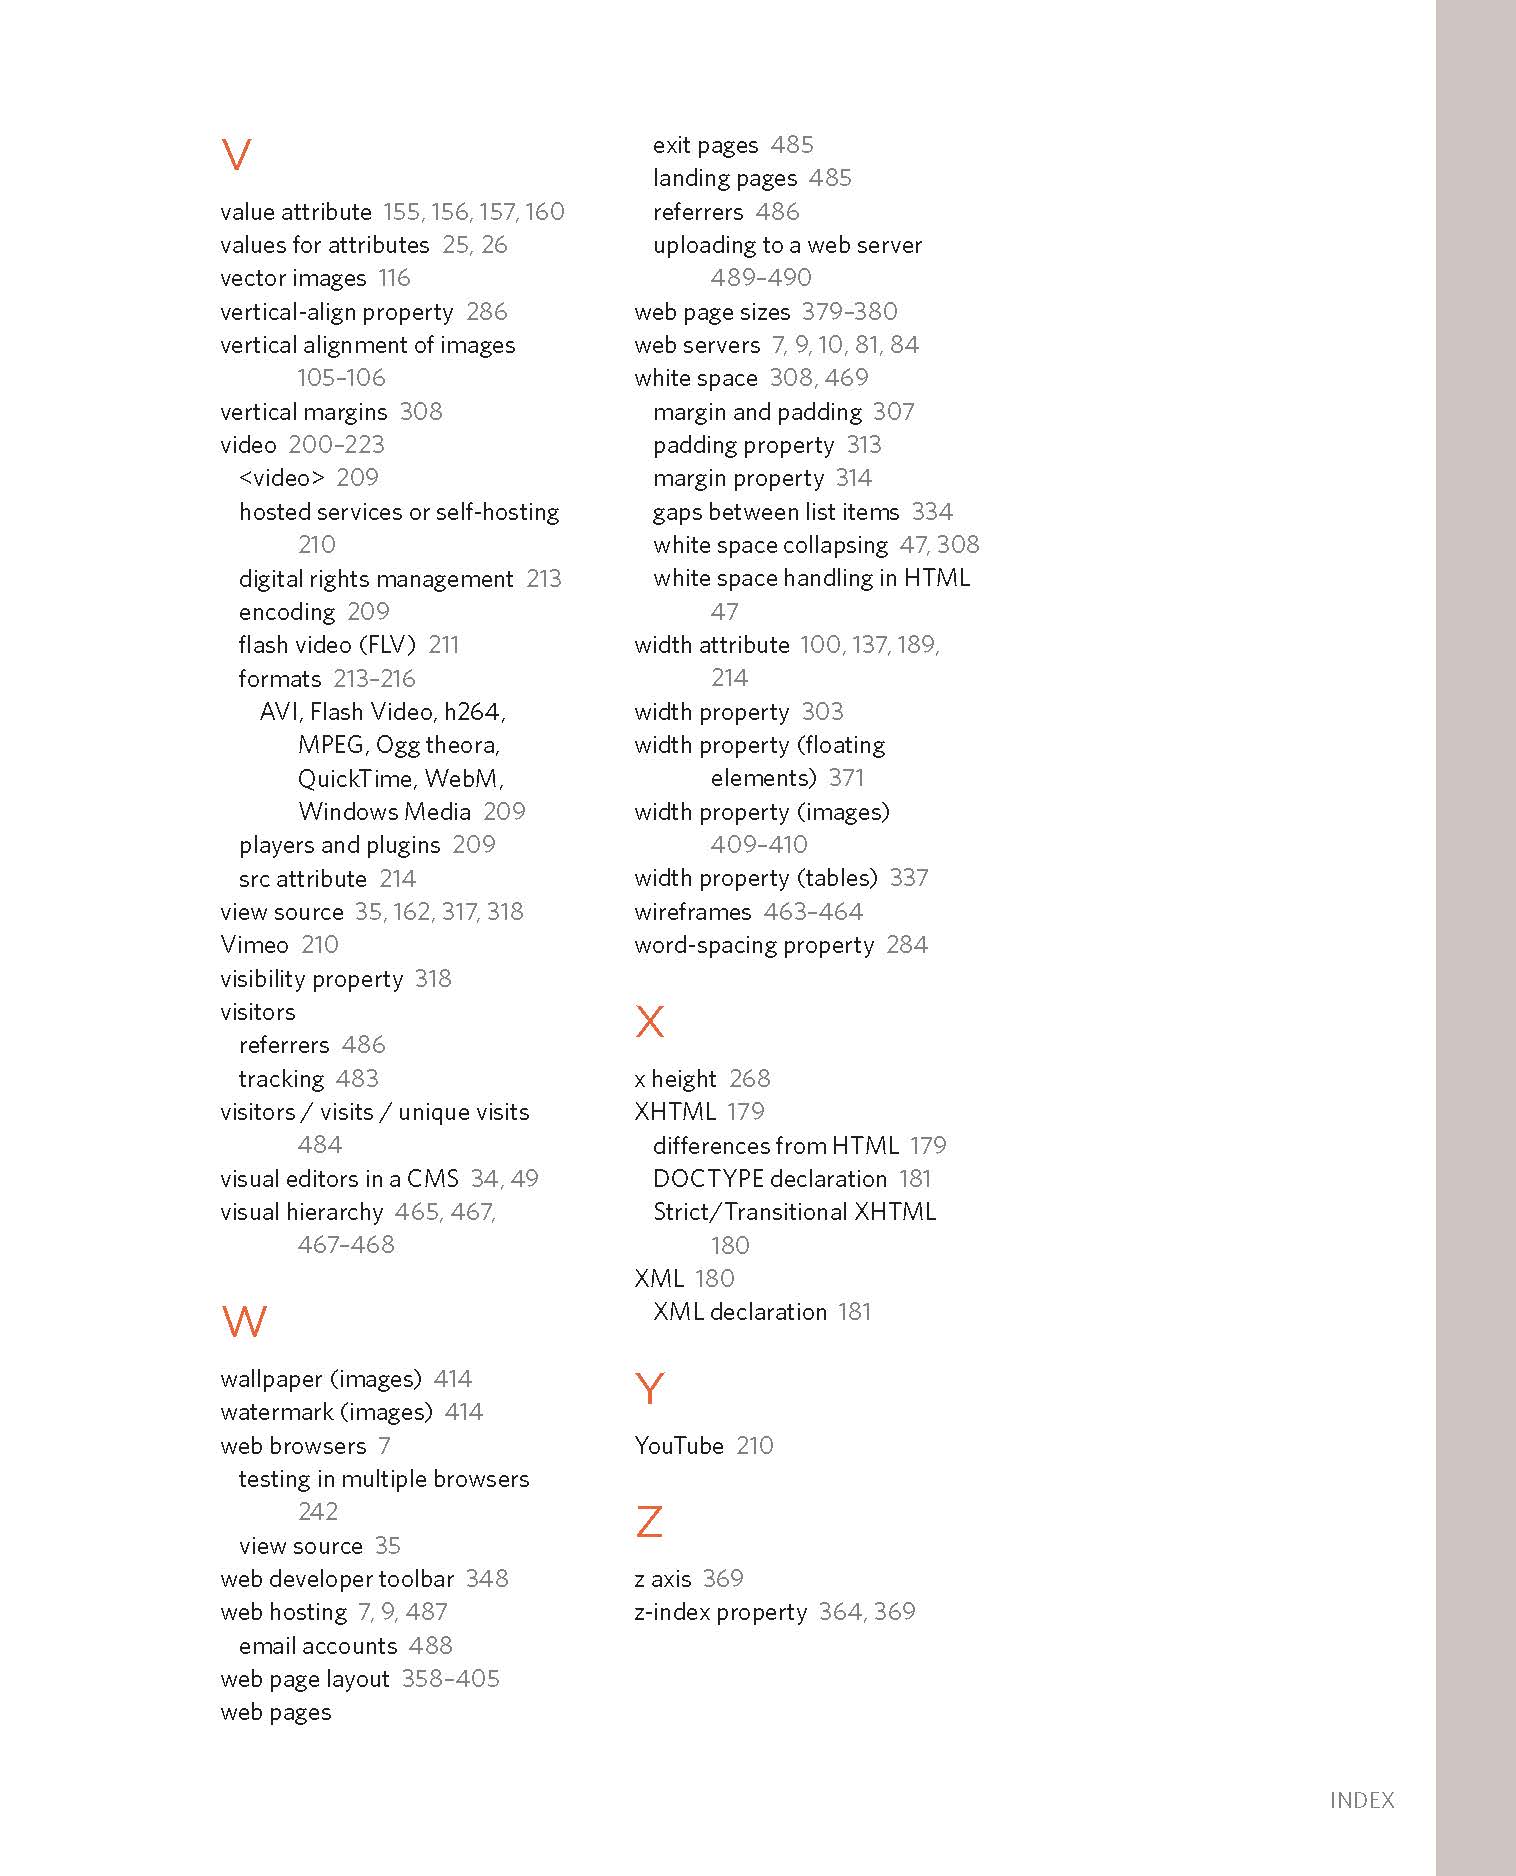 V
value attribute 155, 156, 157, 160
values for attributes 25, 26
vector images 116
vertical-align property 286
vertical alignment of images
105–106
vertical margins 308
video 200–223
<video> 209
hosted services or self-hosting
210
digital rights management 213
encoding 209
flash video (FLV) 211
formats 213–216
AVI, Flash Video, h264,
MPEG, Ogg theora,
QuickTime, WebM,
Windows Media 209
players and plugins 209
src attribute 214
view source 35, 162, 317, 318
Vimeo 210
visibility property 318
visitors
referrers 486
tracking 483
visitors / visits / unique visits
484
visual editors in a CMS 34, 49
visual hierarchy 465, 467,
467–468
W
wallpaper (images) 414
watermark (images) 414
web browsers 7
testing in multiple browsers
242
view source 35
web developer toolbar 348
web hosting 7, 9, 487
email accounts 488
web page layout 358–405
web pages
exit pages 485
landing pages 485
referrers 486
uploading to a web server
489–490
web page sizes 379–380
web servers 7, 9, 10, 81, 84
white space 308, 469
margin and padding 307
padding property 313
margin property 314
gaps between list items 334
white space collapsing 47, 308
white space handling in HTML
47
width attribute 100, 137, 189,
214
width property 303
width property (floating
elements) 371
width property (images)
409–410
width property (tables) 337
wireframes 463–464
word-spacing property 284
X
x height 268
XHTML 179
differences from HTML 179
DOCTYPE declaration 181
Strict/Transitional XHTML
180
XML 180
XML declaration 181
Y
YouTube 210
Z
z axis 369
z-index property 364, 369
INDEX